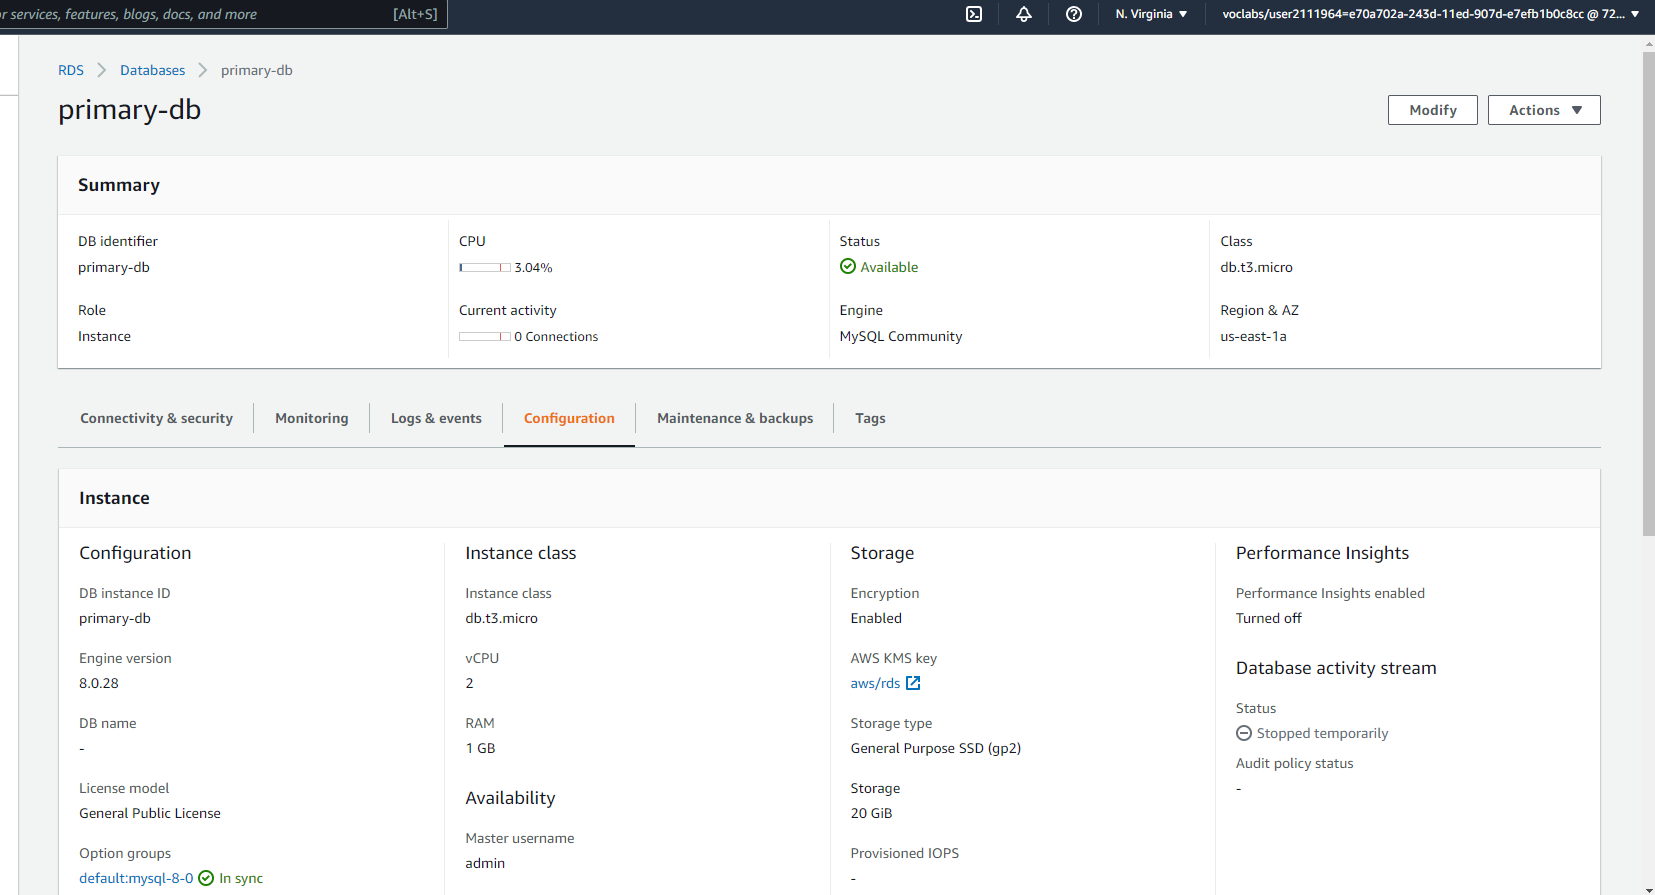 r services, features, blogs, docs, and more [Alt+S] N. Virginia voclabs/user2111964=e70a702a-243d-11ed-907d-e7efb1b0c8cc @ 72...
RDS Databases primary-db
primary-db
Modify Actions
Summary
DB identifier
primary-db
CPU
3.04%
Status
Available
Class
db.t3.micro
Role
Instance
Current activity
0 Connections
Engine
MySQL Community
Region & AZ
us-east-1a
Connectivity & security Monitoring Logs & events Configuration Maintenance & backups Tags
Instance
Configuration
DB instance ID
primary-db
Engine version
8.0.28
DB name
-
License model
General Public License
Option groups
default:mysql-8-0 In sync
Instance class
Instance class
db.t3.micro
vCPU
2
RAM
1 GB
Availability
Master username
admin
Storage
Encryption
Enabled
AWS KMS key
aws/rds
Storage type
General Purpose SSD (gp2)
Storage
20 GiB
Provisioned IOPS
-
Performance Insights
Performance Insights enabled
Turned off
Database activity stream
Status
Stopped temporarily
Audit policy status
-